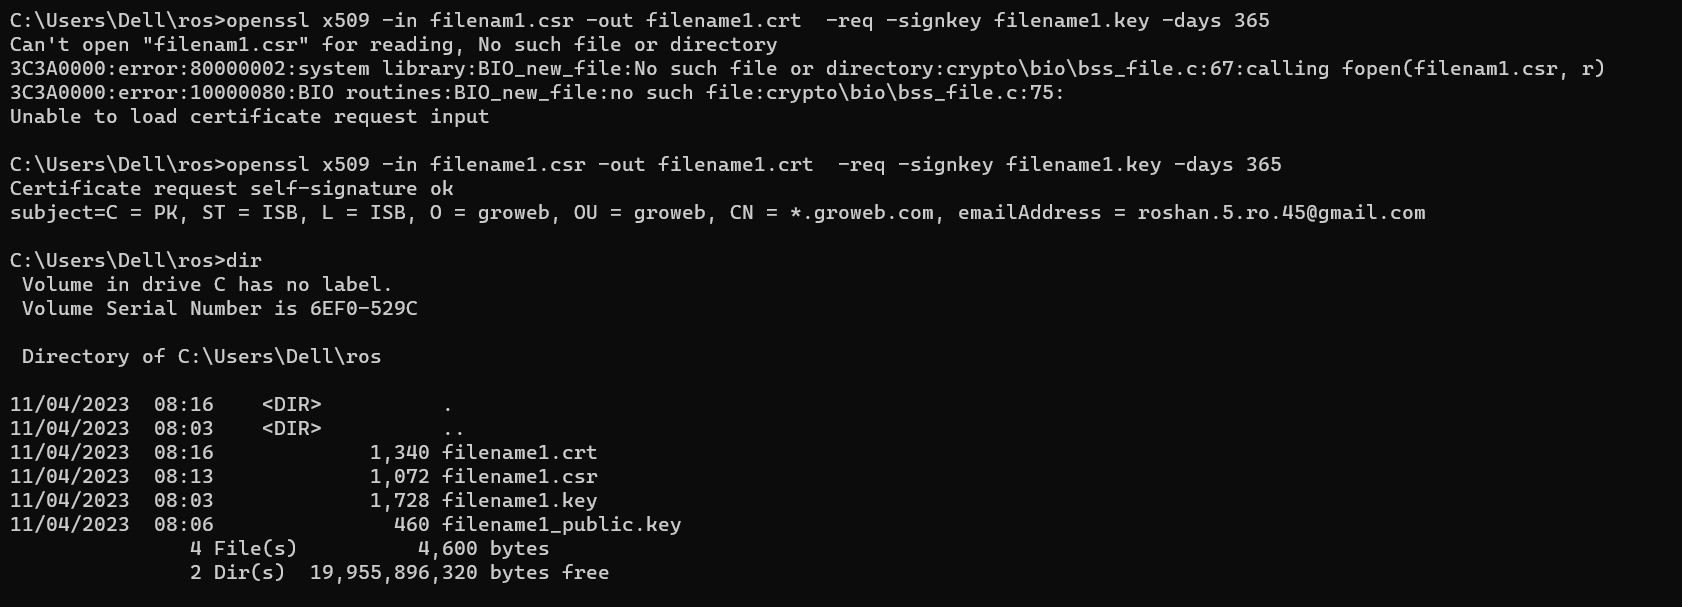 C:\Users\Dell\ros>openssl x509 -in filenam1.csr -out filename1.crt  -req -signkey filename1.key -days 365
Can't open "filenam1.csr" for reading, No such file or directory
3C3A0000:error:80000002:system library:BIO_new_file:No such file or directory:crypto\bio\bss_file.c:67:calling fopen(filenam1.csr, r)
3C3A0000:error:10000080:BIO routines:BIO_new_file:no such file:crypto\bio\bss_file.c:75:
Unable to load certificate request input
C:\Users\Dell\ros>openssl x509 -in filename1.csr -out filename1.crt  -req -signkey filename1.key -days 365
Certificate request self-signature ok
subject=C = PK, ST = ISB, L = ISB, O = groweb, OU = groweb, CN = *.groweb.com, emailAddress = roshan.5.ro.45@gmail.com
C:\Users\Dell\ros>dir
 Volume in drive C has no label.
 Volume Serial Number is 6EF0-529C
 Directory of C:\Users\Dell\ros
11/04/2023  08:16    <DIR>          .
11/04/2023  08:03    <DIR>          ..
11/04/2023  08:16             1,340 filename1.crt
11/04/2023  08:13             1,072 filename1.csr
11/04/2023  08:03             1,728 filename1.key
11/04/2023  08:06               460 filename1_public.key
               4 File(s)          4,600 bytes
               2 Dir(s)  19,955,896,320 bytes free